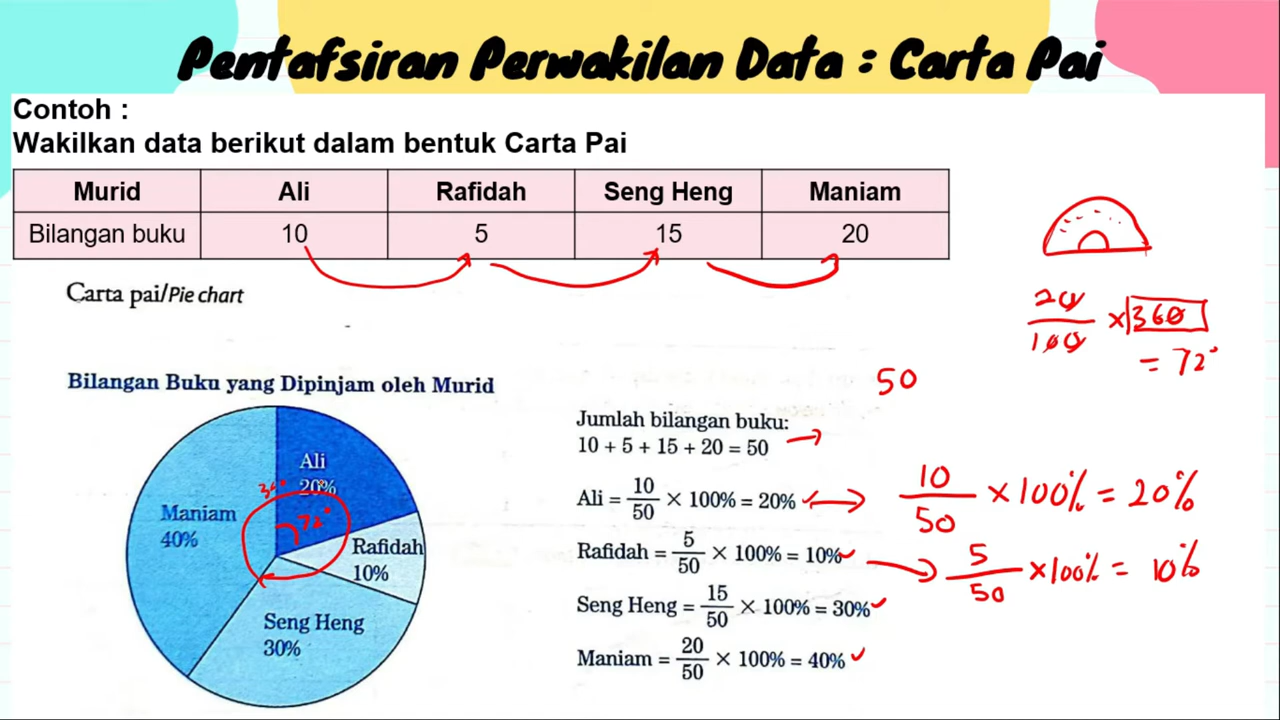 Pentafsiran Perwakilan Data : Carta Pai
Contoh :
Wakilkan data berikut dalam bentuk Carta Pai
Murid Ali Rafidah Seng Heng Maniam
Bilangan buku 10 5 15 20
Carta pai/Pie chart
20/100 × 360
= 72°
Bilangan Buku yang Dipinjam oleh Murid
50
Ali
20%
72°
Maniam
40%
Rafidah
10%
Seng Heng
30%
Jumlah bilangan buku:
10 + 5 + 15 + 20 = 50
Ali = 10/50 × 100% = 20%
Rafidah = 5/50 × 100% = 10%
Seng Heng = 15/50 × 100% = 30%
Maniam = 20/50 × 100% = 40%
10/50 × 100% = 20%
5/50 × 100% = 10%